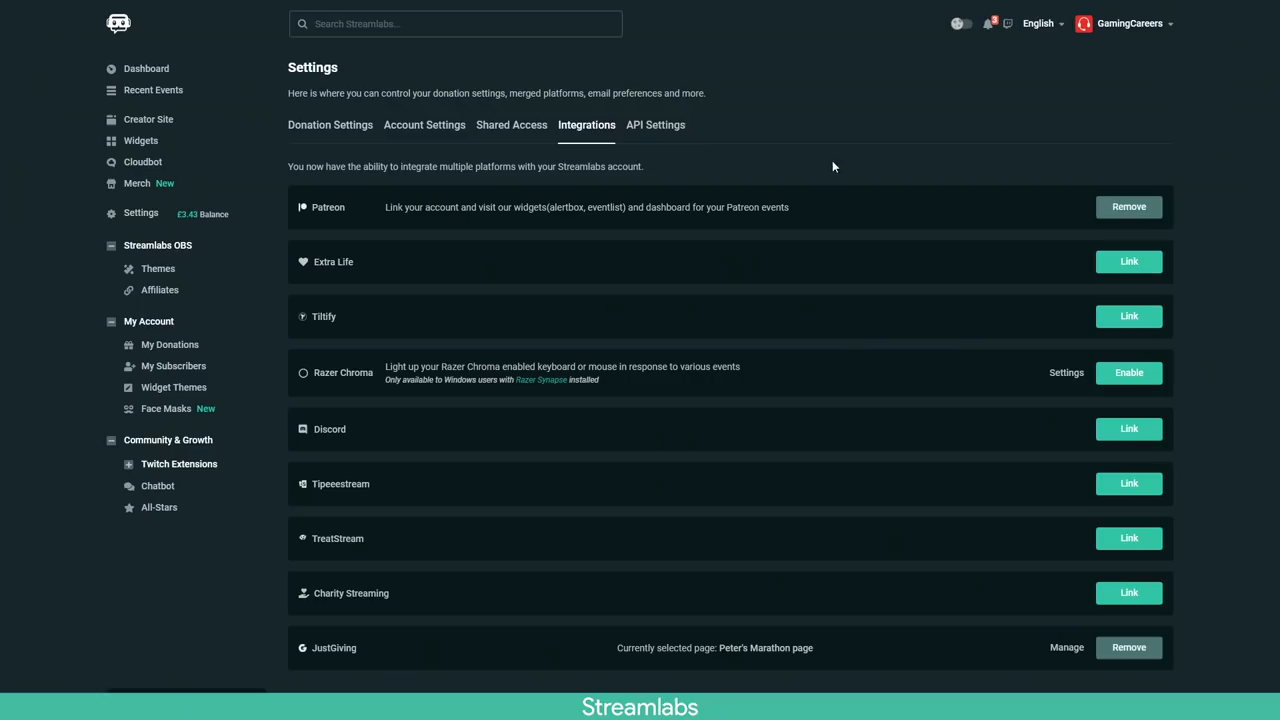 Search Streamlabs...
3
English
GamingCareers
Dashboard
Recent Events
Creator Site
Widgets
Cloudbot
Merch New
Settings £3.43 Balance
Streamlabs OBS
Themes
Affiliates
My Account
My Donations
My Subscribers
Widget Themes
Face Masks New
Community & Growth
Twitch Extensions
Chatbot
All-Stars
Settings
Here is where you can control your donation settings, merged platforms, email preferences and more.
Donation Settings Account Settings Shared Access Integrations API Settings
You now have the ability to integrate multiple platforms with your Streamlabs account.
Patreon Link your account and visit our widgets(alertbox, eventlist) and dashboard for your Patreon events Remove
Extra Life Link
Tiltify Link
Razer Chroma Light up your Razer Chroma enabled keyboard or mouse in response to various events Settings Enable
Only available to Windows users with Razer Synapse installed
Discord Link
Tipeeestream Link
TreatStream Link
Charity Streaming Link
JustGiving Currently selected page: Peter's Marathon page Manage Remove
Streamlabs